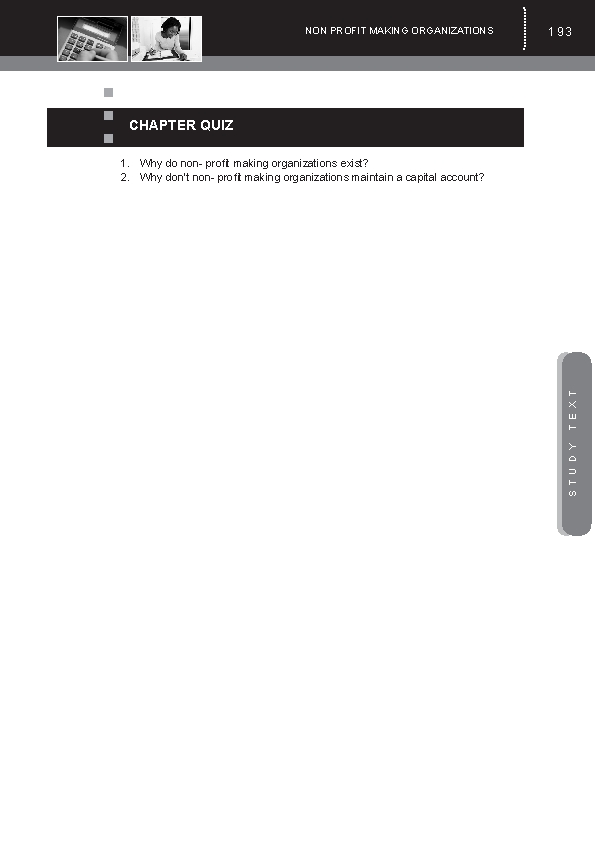 NON PROFIT MAKING ORGANIZATIONS
193
CHAPTER QUIZ
1. Why do non- profit making organizations exist?
2. Why don't non- profit making organizations maintain a capital account?
STUDY TEXT